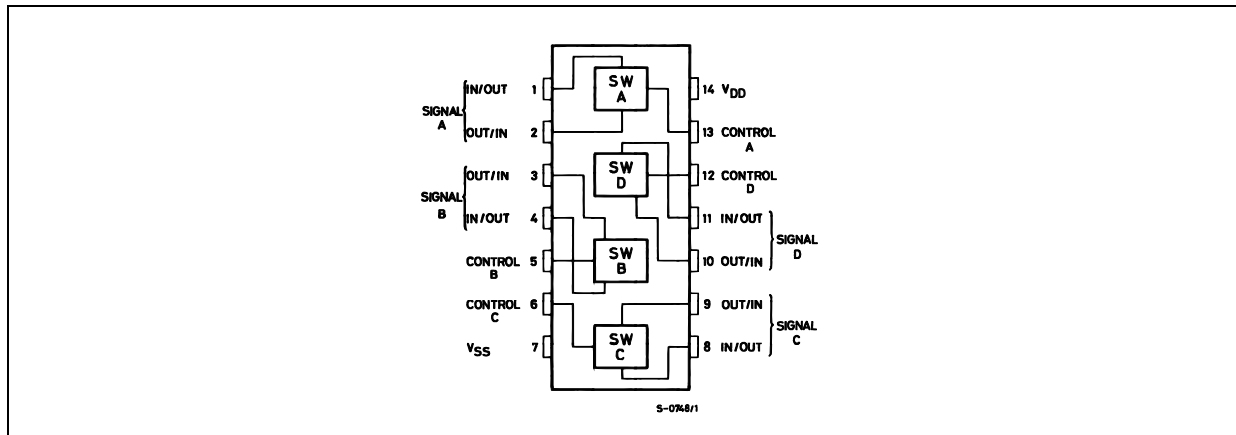 IN/OUT 1
SIGNAL A
OUT/IN 2
OUT/IN 3
SIGNAL B
IN/OUT 4
CONTROL B 5
CONTROL C 6
VSS 7
SW A
SW D
SW B
SW C
14 VDD
13 CONTROL A
12 CONTROL D
11 IN/OUT
SIGNAL D
10 OUT/IN
9 OUT/IN
SIGNAL C
8 IN/OUT
S-0748/1